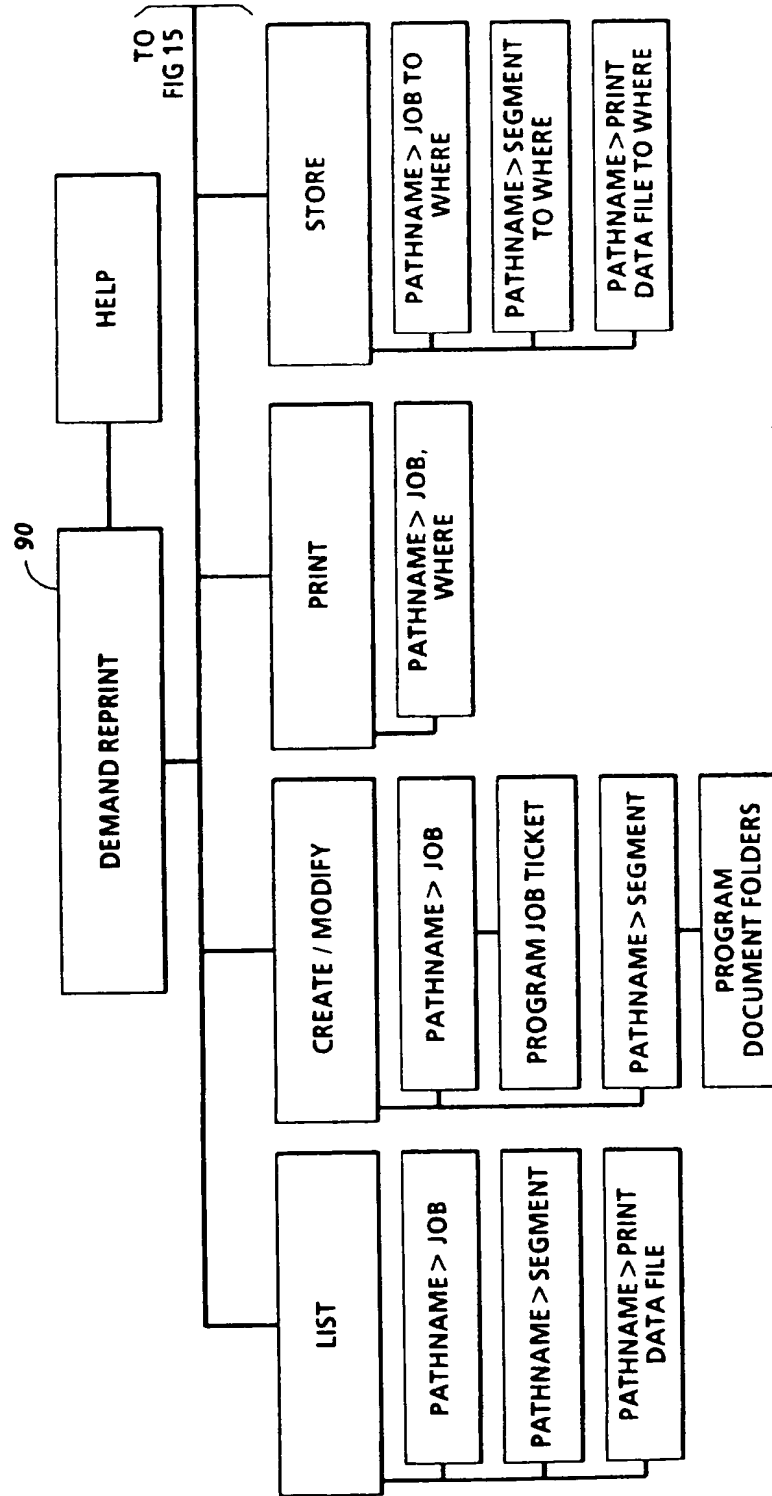 90
DEMAND REPRINT
HELP
TO
FIG 15
LIST
PATHNAME > JOB
PATHNAME > SEGMENT
PATHNAME > PRINT
DATA FILE
CREATE / MODIFY
PATHNAME > JOB
PROGRAM JOB TICKET
PATHNAME > SEGMENT
PROGRAM
DOCUMENT FOLDERS
PRINT
PATHNAME > JOB,
WHERE
STORE
PATHNAME > JOB TO
WHERE
PATHNAME > SEGMENT
TO WHERE
PATHNAME > PRINT
DATA FILE TO WHERE